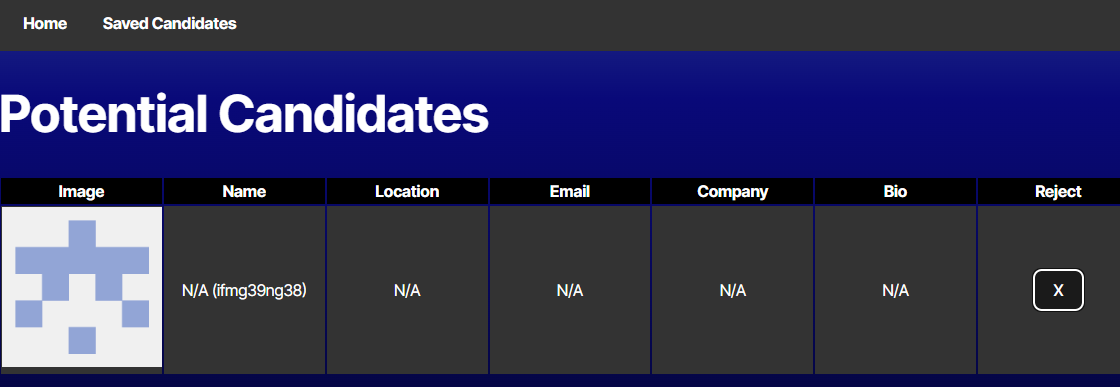 Home Saved Candidates
Potential Candidates
Image Name Location Email Company Bio Reject
N/A (ifmg39ng38) N/A N/A N/A N/A X